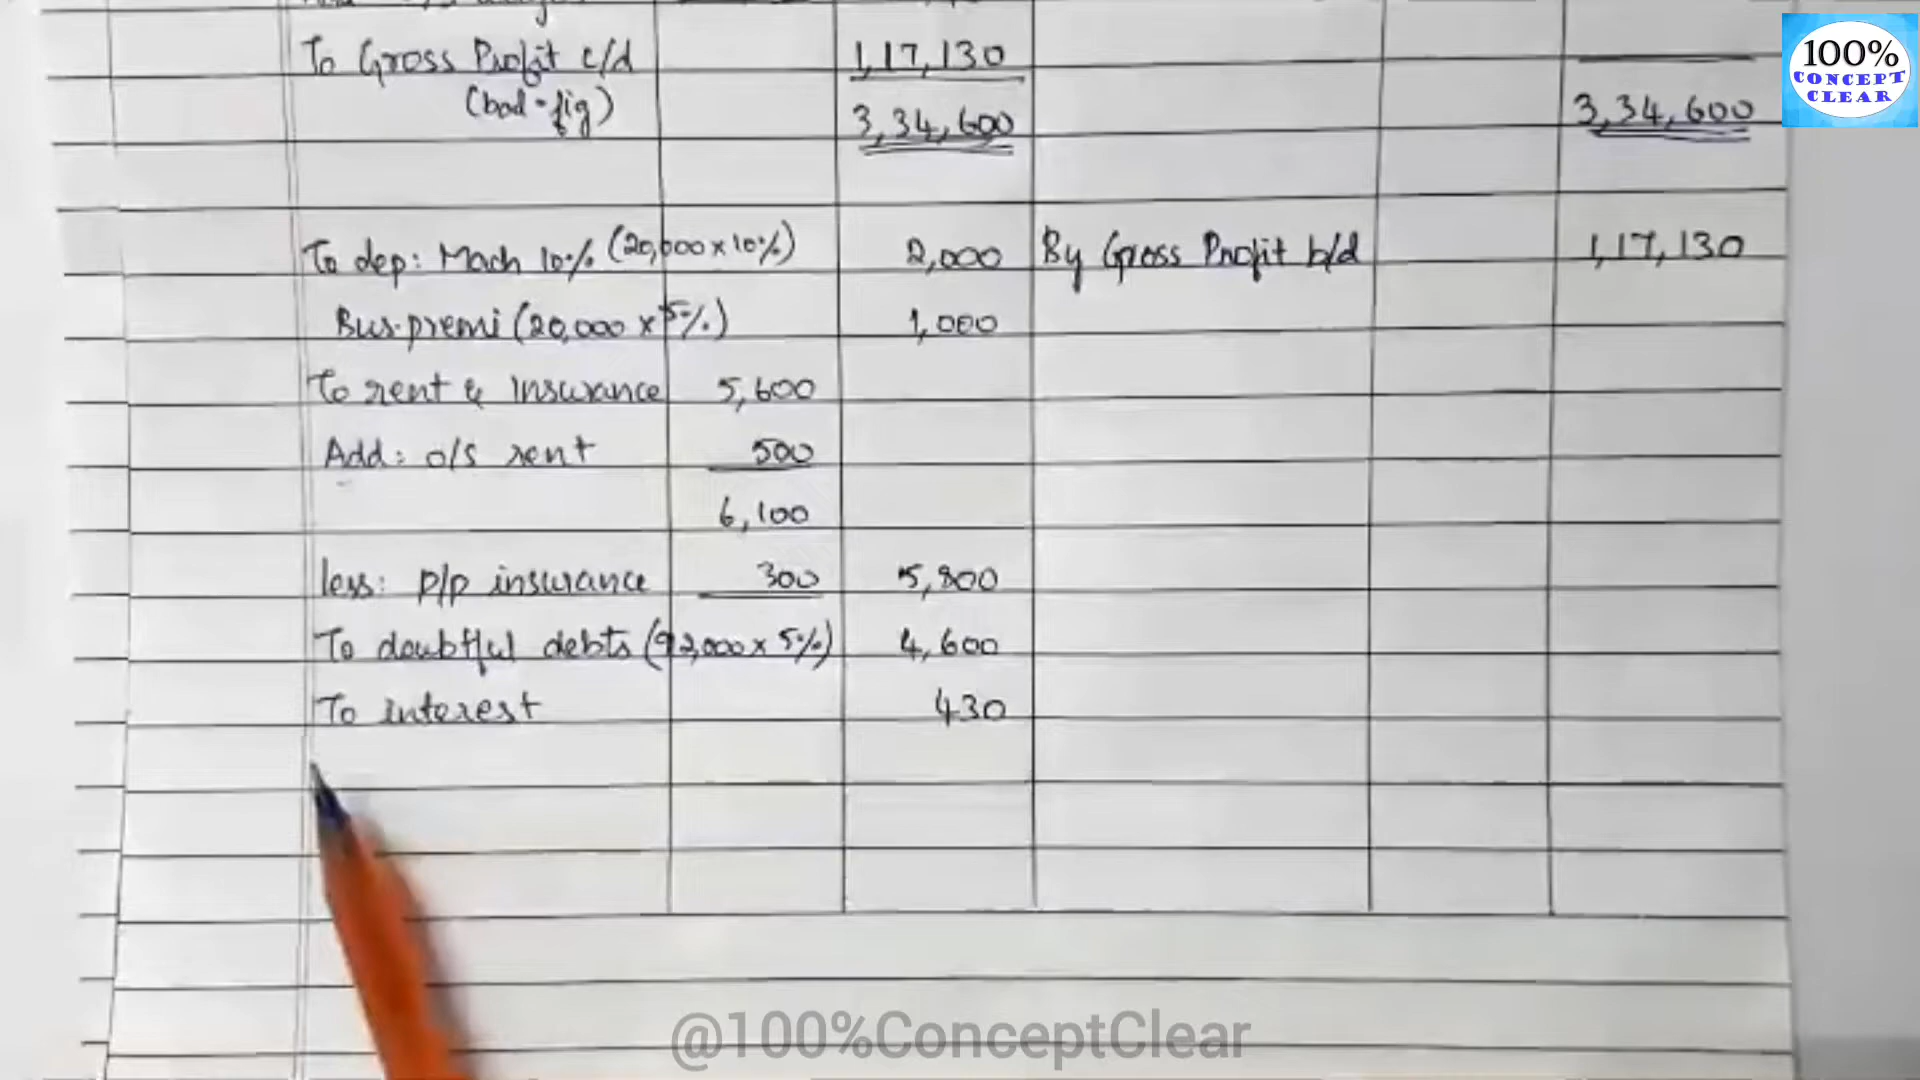 To Gross Profit c/d 1,17,130
(bal-fig) 3,34,600 3,34,600
100%
CONCEPT
CLEAR
To dep: Mach 10% (20,000 x 10%) 2,000 By Gross Profit b/d 1,17,130
Bus. premi (20,000 x 5%) 1,000
To rent & Insurance 5,600
Add: o/s rent 500
6,100
less: p/p insurance 300 5,800
To doubtful debts (92,000 x 5%) 4,600
To interest 430
@100%ConceptClear